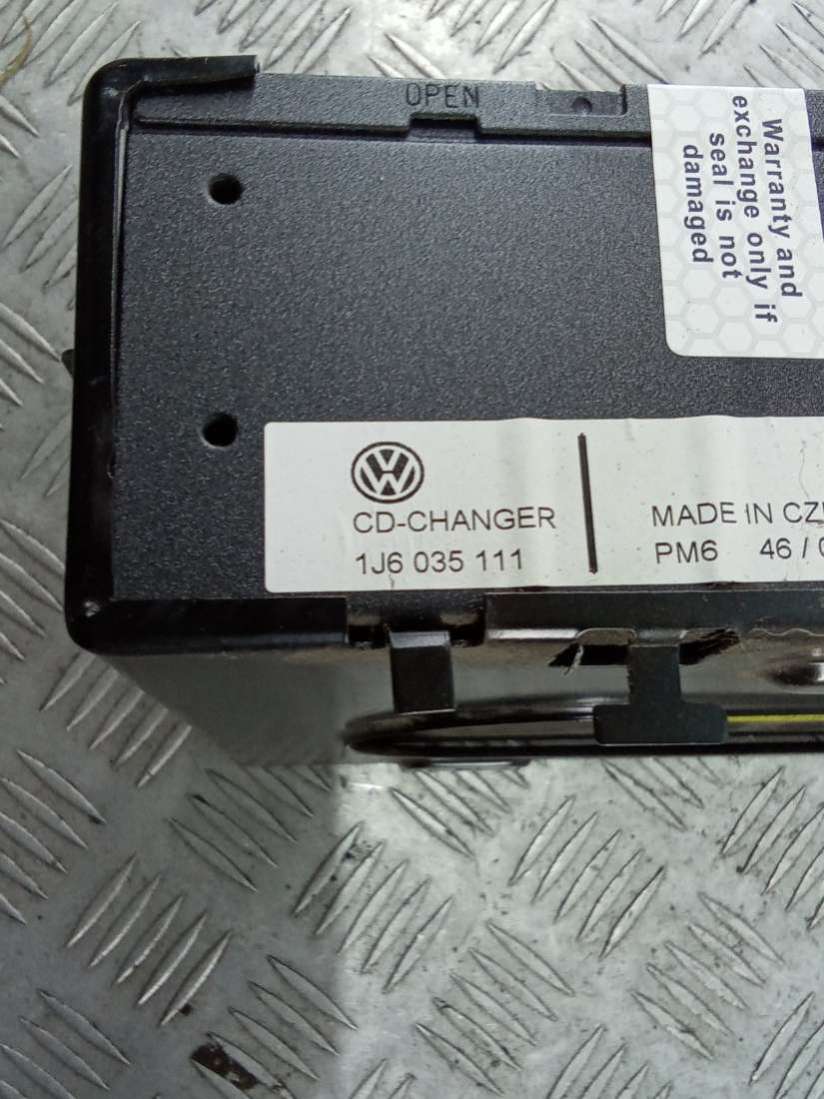 OPEN
Warranty and
exchange only if
seal is not
damaged
CD-CHANGER
1J6 035 111
MADE IN
PM6 46 /